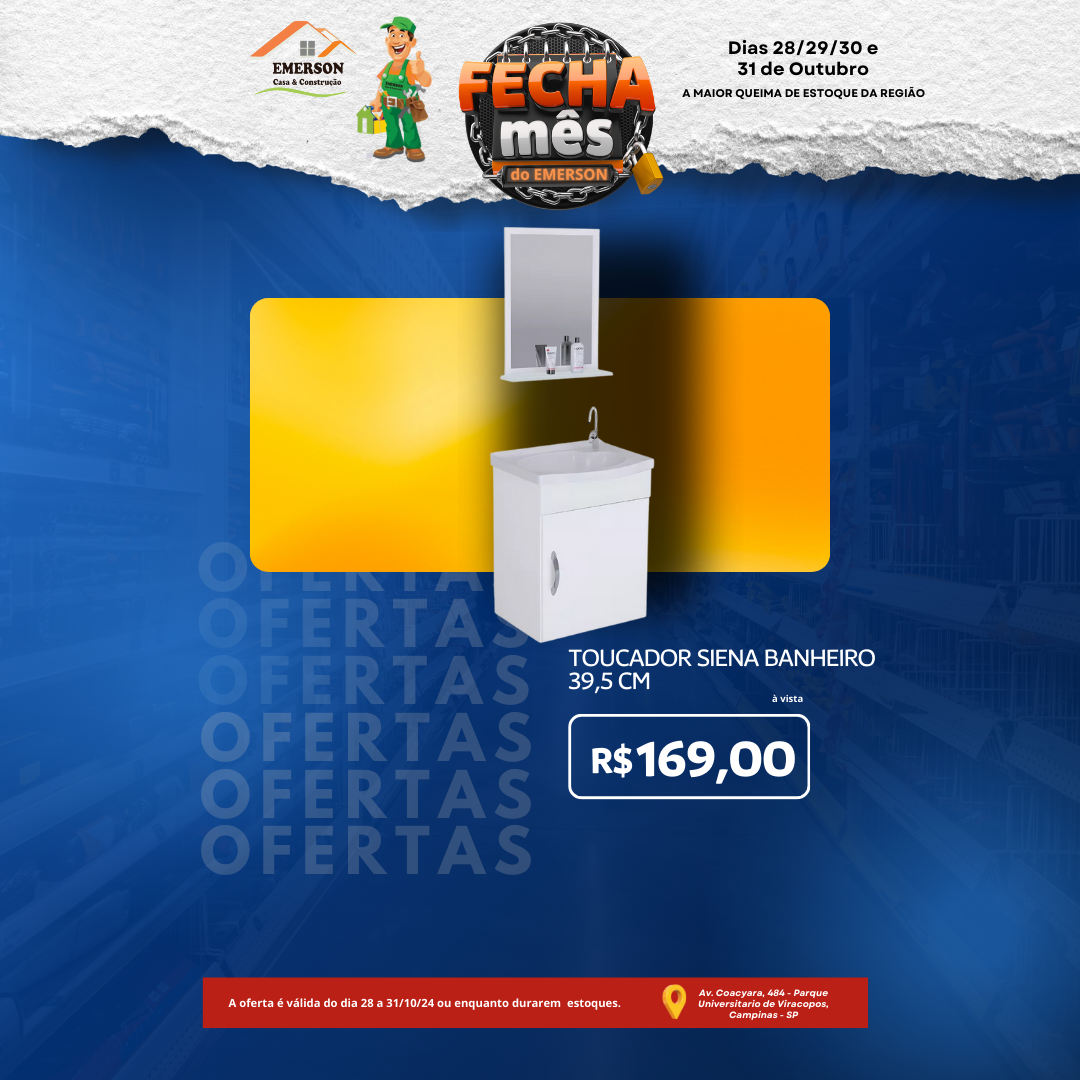 EMERSON
Casa & Construção
FECHA
mês
do EMERSON
Dias 28/29/30 e
31 de Outubro
A MAIOR QUEIMA DE ESTOQUE DA REGIÃO
OFERTAS
OFERTAS
OFERTAS
OFERTAS
OFERTAS
OFERTAS
TOUCADOR SIENA BANHEIRO
39,5 CM
à vista
R$169,00
A oferta é válida do dia 28 a 31/10/24 ou enquanto durarem estoques.
Av. Coacyara, 484 - Parque
Universitario de Viracopos,
Campinas - SP